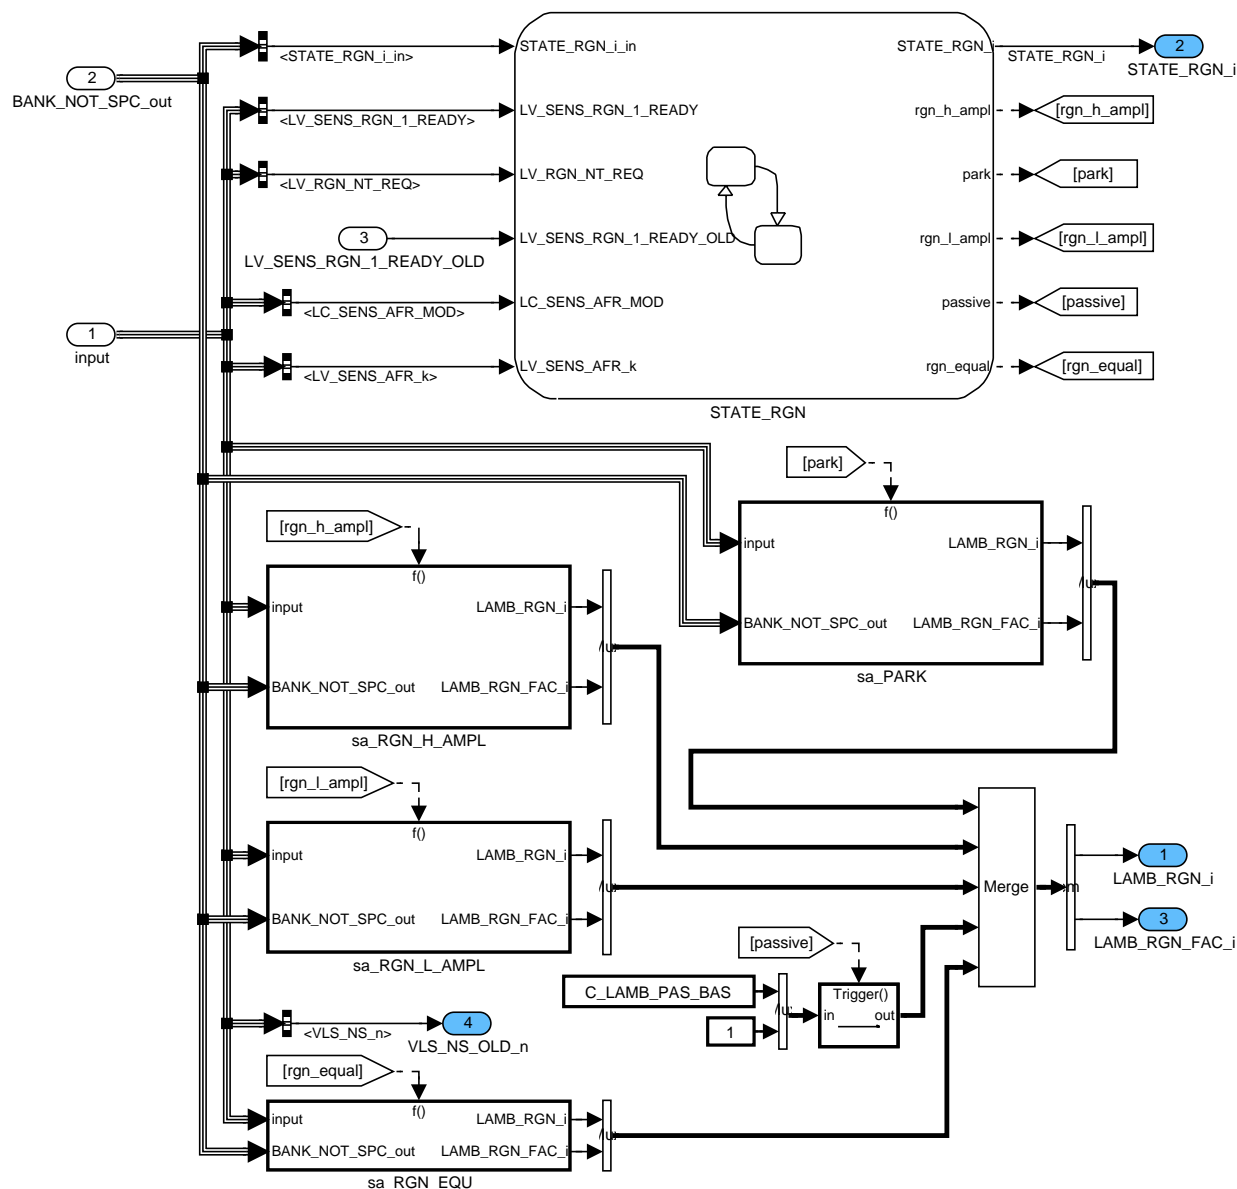 2
BANK_NOT_SPC_out
<STATE_RGN_i_in>
STATE_RGN_i_in
STATE_RGN_i
STATE_RGN_i
2
STATE_RGN_i
<LV_SENS_RGN_1_READY>
LV_SENS_RGN_1_READY
rgn_h_ampl
[rgn_h_ampl]
<LV_RGN_NT_REQ>
LV_RGN_NT_REQ
park
[park]
3
LV_SENS_RGN_1_READY_OLD
LV_SENS_RGN_1_READY_OLD
rgn_l_ampl
[rgn_l_ampl]
<LC_SENS_AFR_MOD>
LC_SENS_AFR_MOD
passive
[passive]
1
input
<LV_SENS_AFR_k>
LV_SENS_AFR_k
rgn_equal
[rgn_equal]
STATE_RGN
[park]
f()
input
LAMB_RGN_i
BANK_NOT_SPC_out
LAMB_RGN_FAC_i
sa_PARK
[rgn_h_ampl]
f()
input
LAMB_RGN_i
BANK_NOT_SPC_out
LAMB_RGN_FAC_i
sa_RGN_H_AMPL
[rgn_l_ampl]
f()
input
LAMB_RGN_i
BANK_NOT_SPC_out
LAMB_RGN_FAC_i
sa_RGN_L_AMPL
Merge
1
LAMB_RGN_i
3
LAMB_RGN_FAC_i
[passive]
C_LAMB_PAS_BAS
1
Trigger()
in
out
<VLS_NS_n>
4
VLS_NS_OLD_n
[rgn_equal]
f()
input
LAMB_RGN_i
BANK_NOT_SPC_out
LAMB_RGN_FAC_i
sa_RGN_EQU